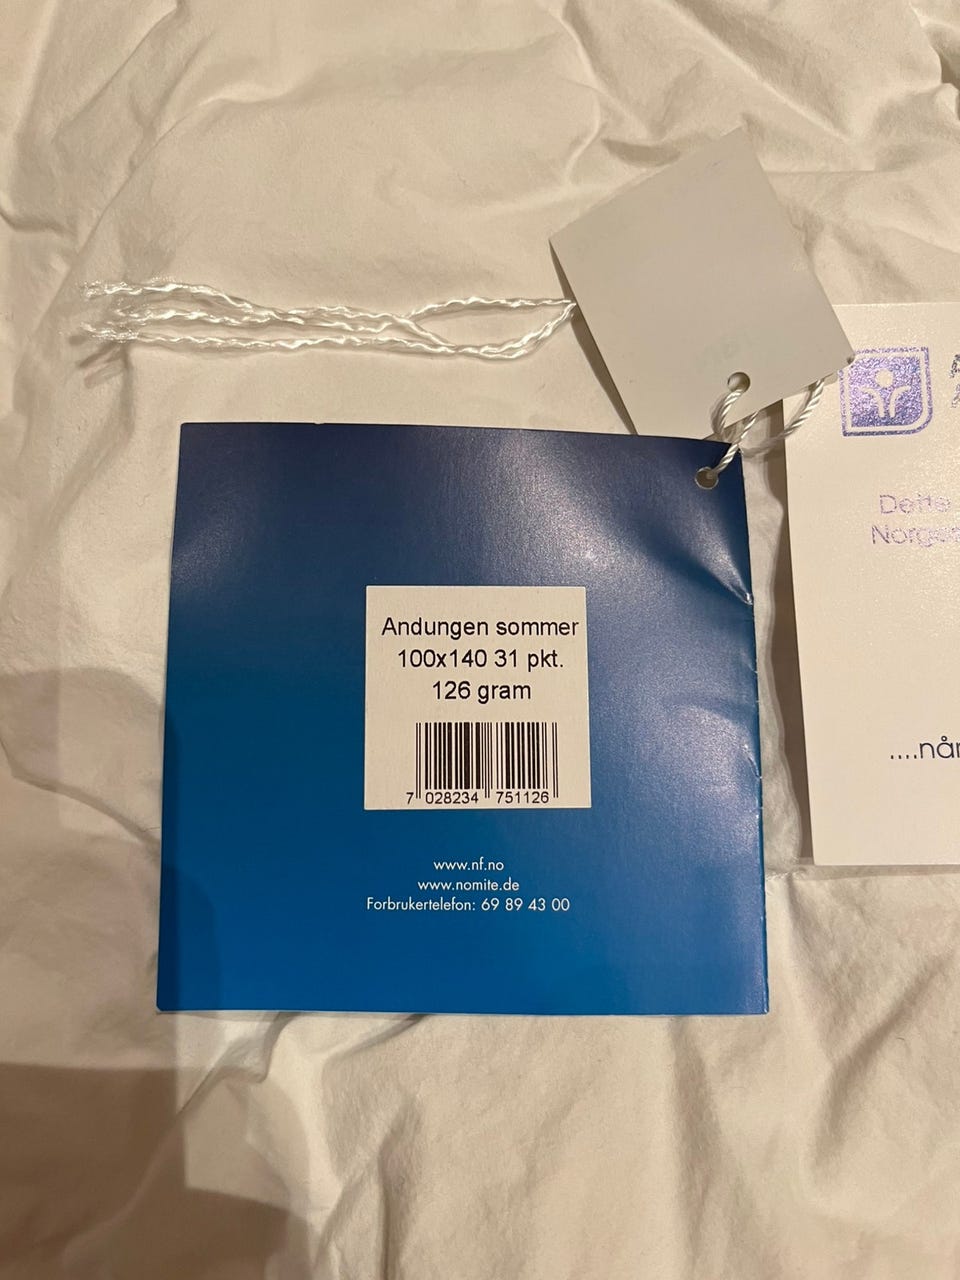 Andungen sommer
100x140 31 pkt.
126 gram
7 028234 751126
www.nf.no
www.nomite.de
Forbrukertelefon: 69 89 43 00
Dette
....når